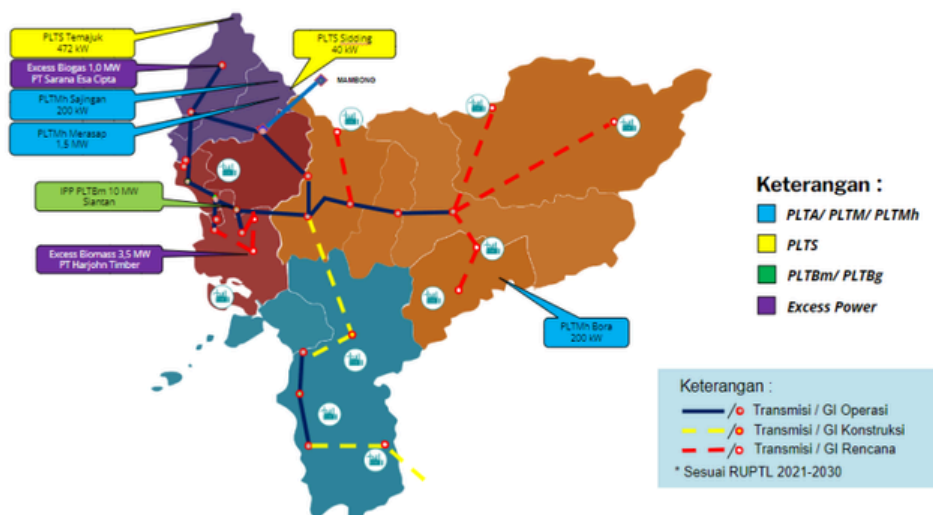 PLTS Temajuk
472 kW
PLTS Sidding
40 kW
Excess Biogas 1,0 MW
PT Sarana Esa Cipta
MAMBONG
PLTMh Sajingan
200 kW
PLTMh Merasap
1,5 MW
IPP PLTBm 10 MW
Siantan
Excess Biomass 3,5 MW
PT Harjohn Timber
PLTMh Bora
200 kW
Keterangan :
PLTA/ PLTM/ PLTMh
PLTS
PLTBm/ PLTBg
Excess Power
Keterangan :
Transmisi / GI Operasi
Transmisi / GI Konstruksi
Transmisi / GI Rencana
* Sesuai RUPTL 2021-2030